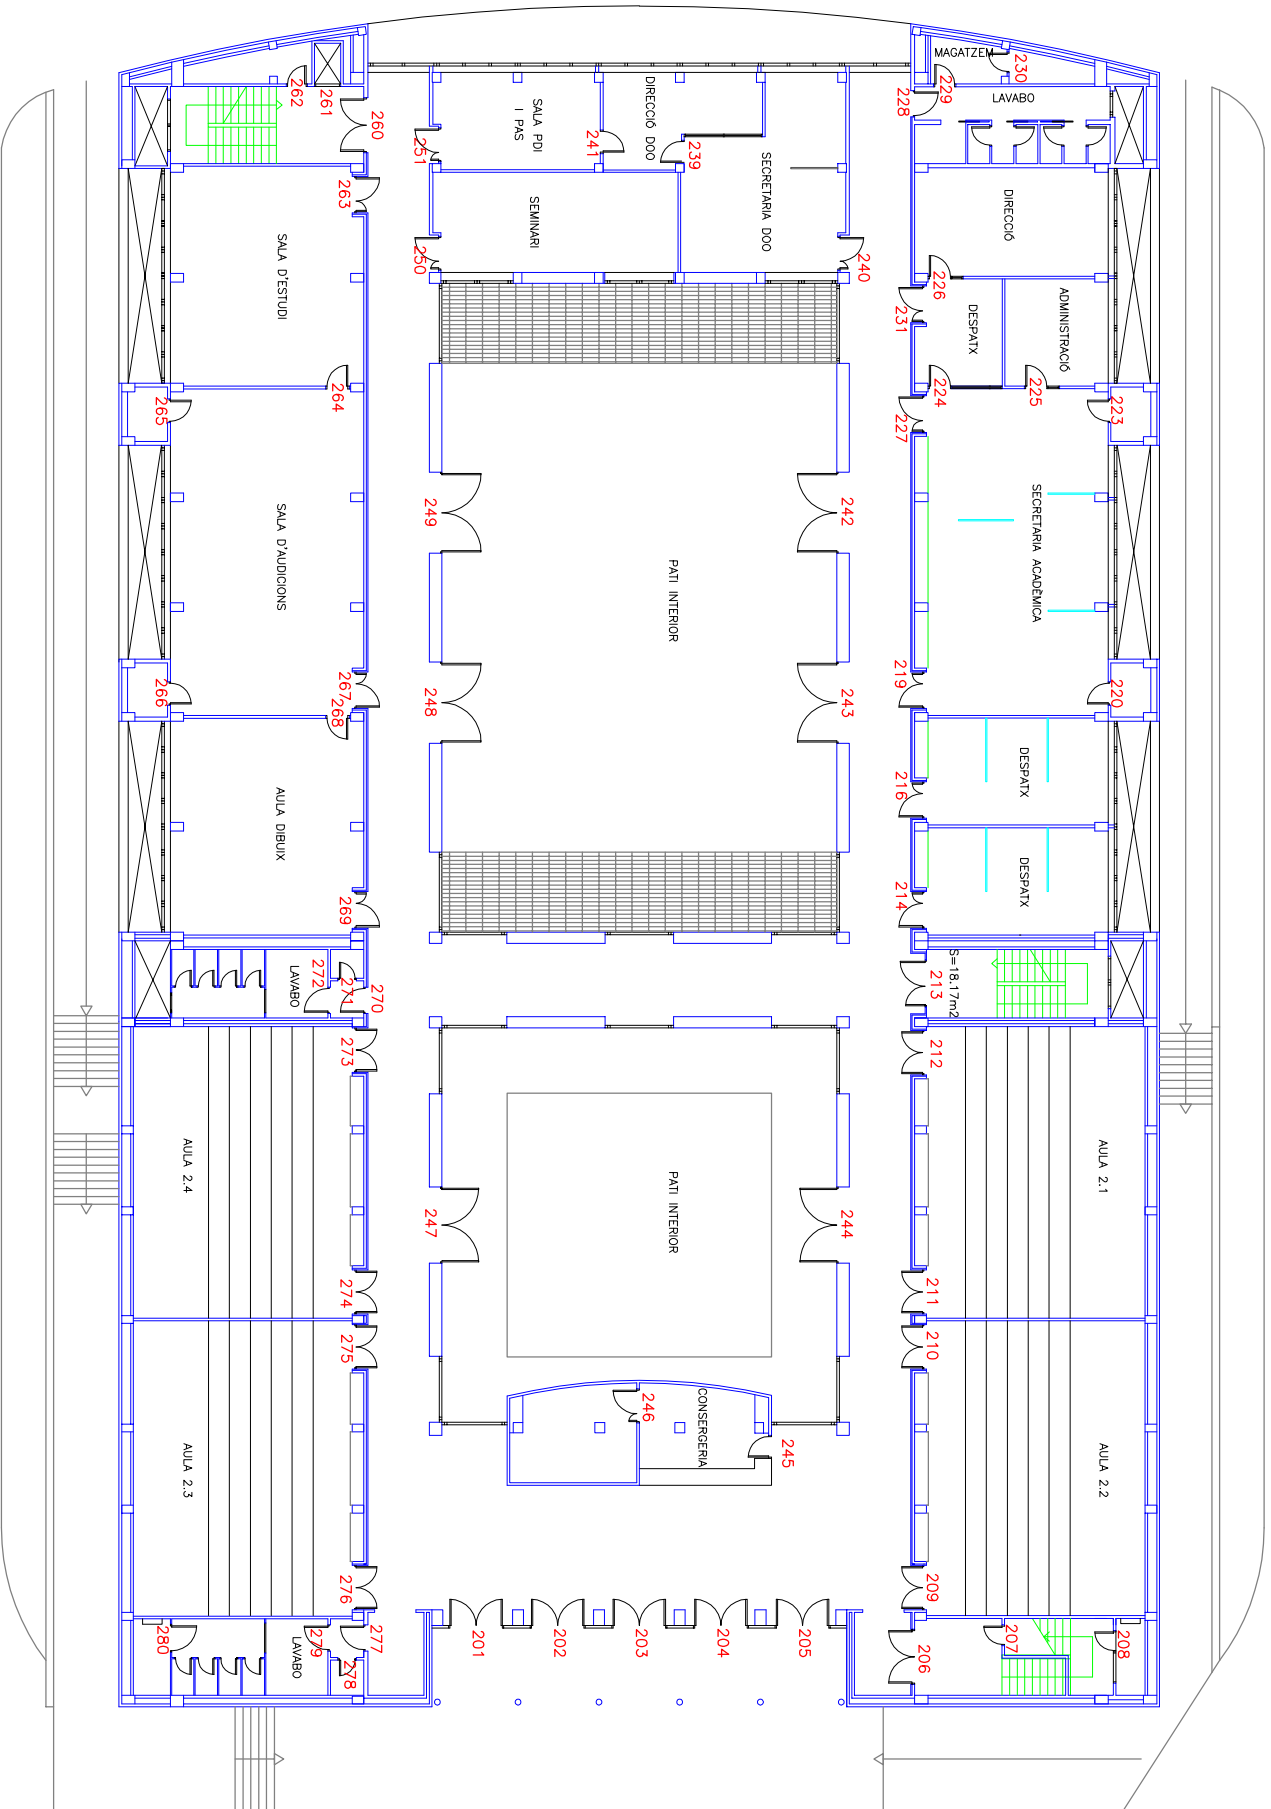 MAGATZEM
230
229
LAVABO
228
262
261
260
251
SALA PDI
I PAS
241
DIRECCIÓ DOO
239
SECRETARIA DOO
263
SEMINARI
DIRECCIÓ
250
240
226
SALA D'ESTUDI
231
DESPATX
ADMINISTRACIÓ
264
265
224
225
223
227
249
242
SALA D'AUDICIONS
PATI INTERIOR
SECRETARIA ACADÈMICA
266
267
268
248
243
219
220
DESPATX
216
AULA DIBUIX
DESPATX
214
269
LAVABO
272
271
270
213
S=18.17m2
273
212
AULA 2.4
PATI INTERIOR
AULA 2.1
247
244
274
211
275
210
246
CONSERGERIA
245
AULA 2.3
AULA 2.2
276
209
280
LAVABO
279
278
277
201
202
203
204
205
206
207
208